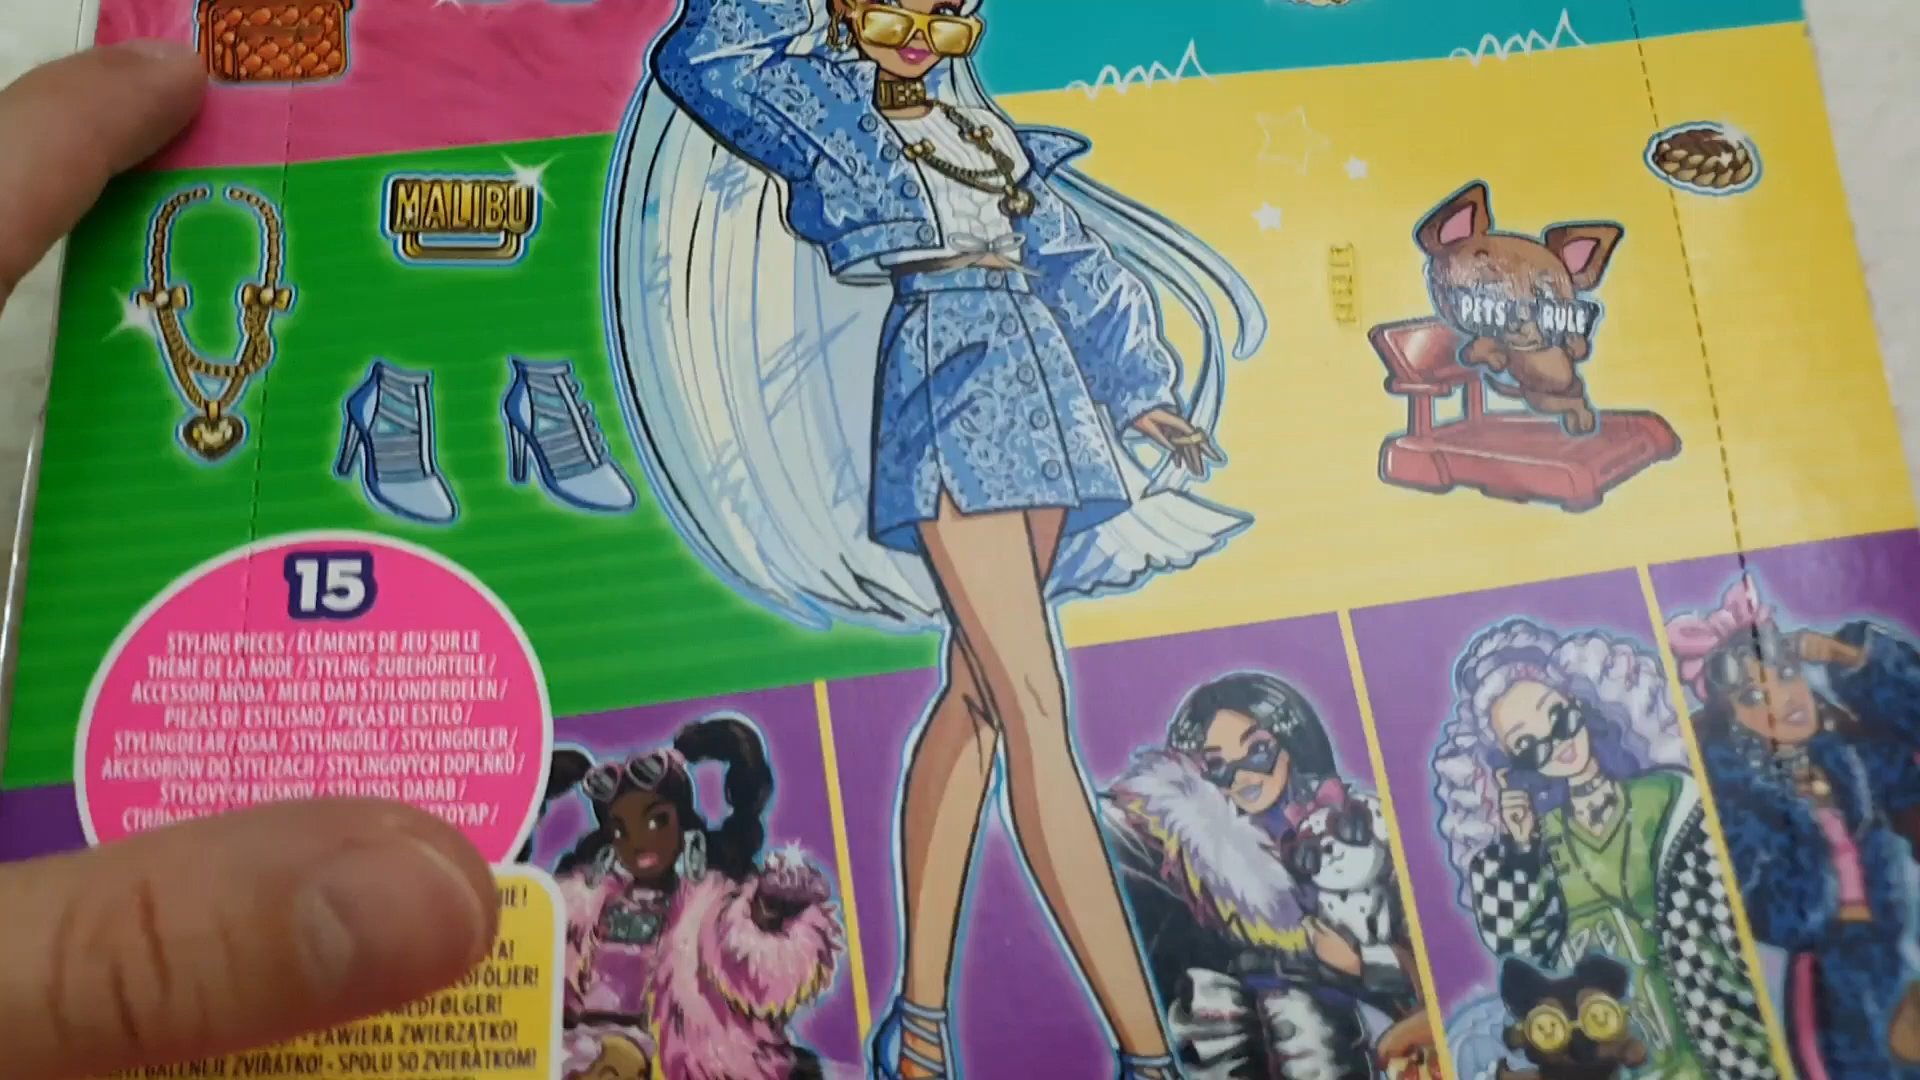 MALIBU
PETS RULE
15
STYLING PIECES / ÉLÉMENTS DE JEU SUR LE
THÈME DE LA MODE / STYLING-ZUBEHÖRTEILE /
ACCESSORI MODA / MEER DAN STIJLONDERDELEN /
PIEZAS DE ESTILISMO / PEÇAS DE ESTILO /
STYLINGDELAR / OSAA / STYLINGDELE / STYLINGDELER /
AKCESORIÓW DO STYLIZACJI / STYLINGOVÝCH DOPLŇKŮ /
ŠTÝLOVÝCH KÚSKOV / STÍLUSOS DARAB /
A!
MEDFØLGER!
ZAWIERA ZWIERZĄTKO!
ZVÍŘÁTKO! - SPOLU SO ZVIERATKOM!